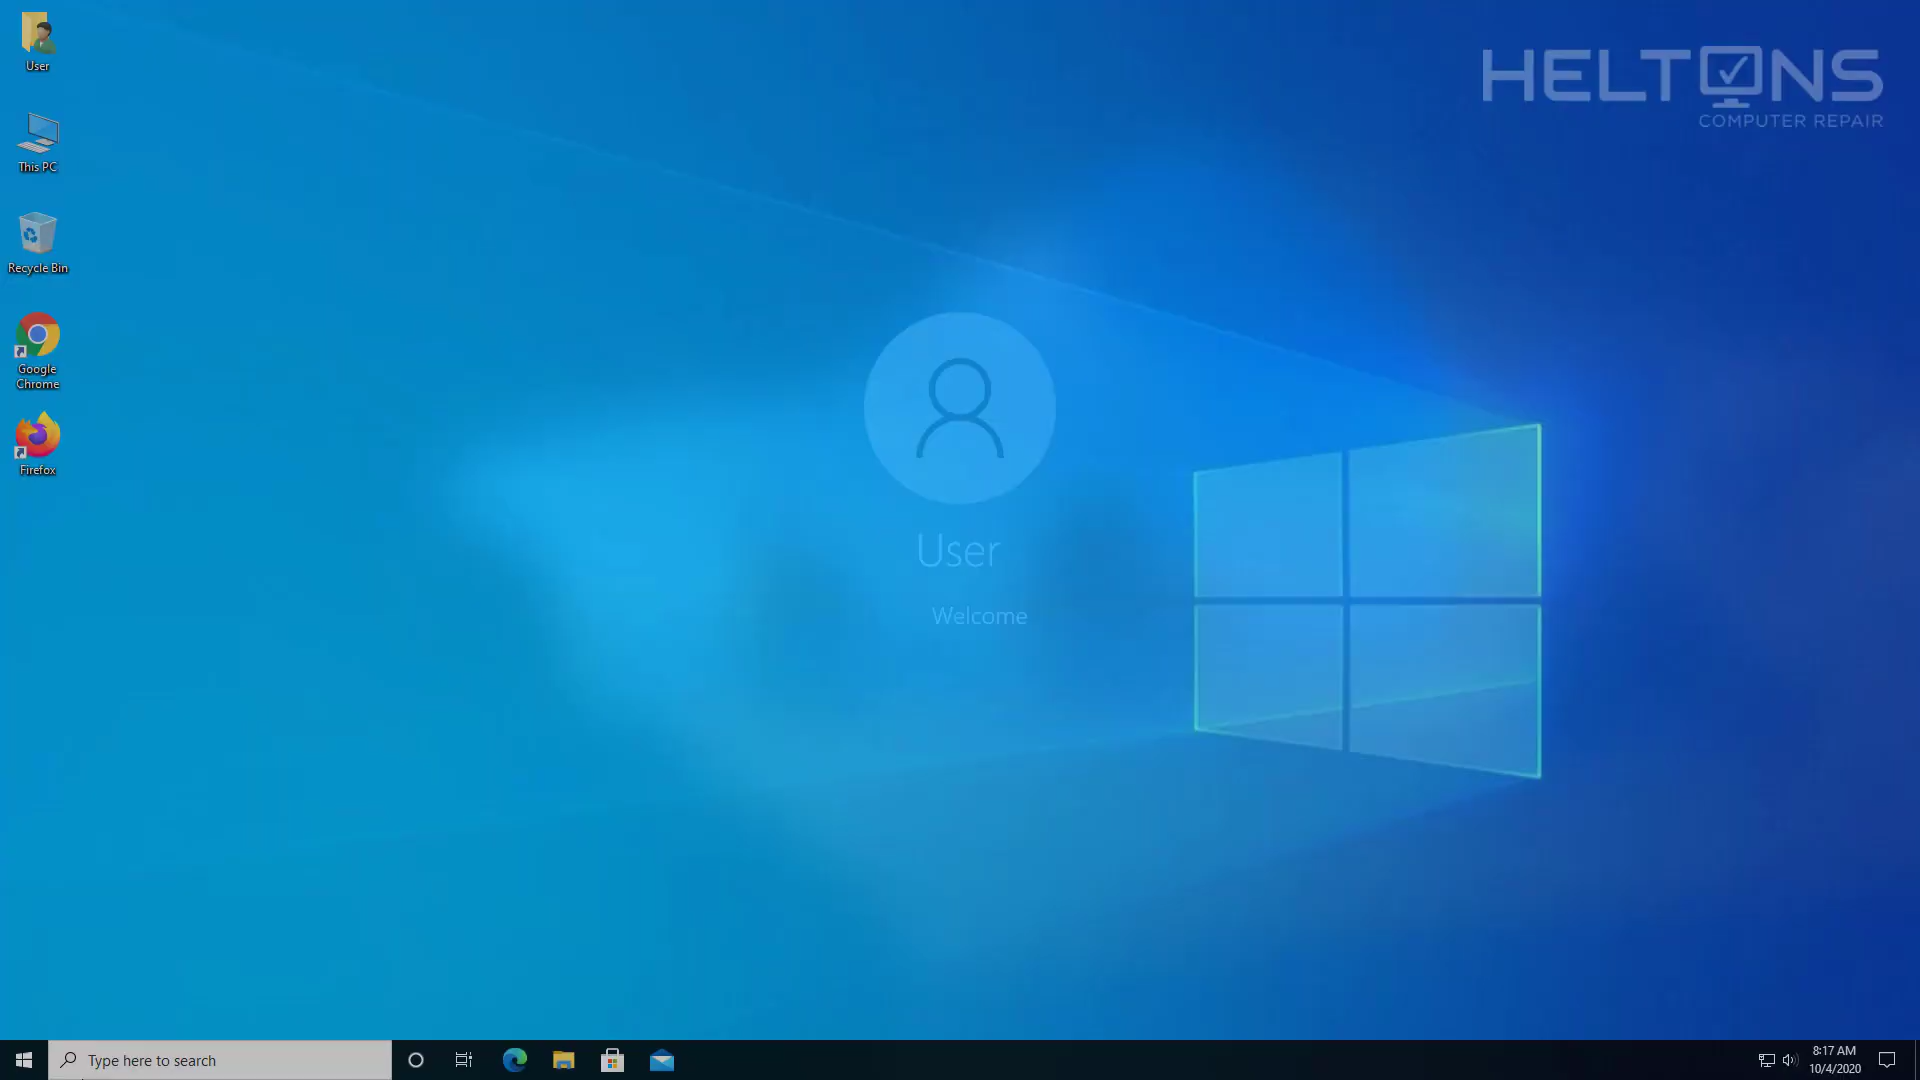 User
This PC
Recycle Bin
Google
Chrome
Firefox
HELTONS
COMPUTER REPAIR
User
Welcome
Type here to search
8:17 AM
10/4/2020